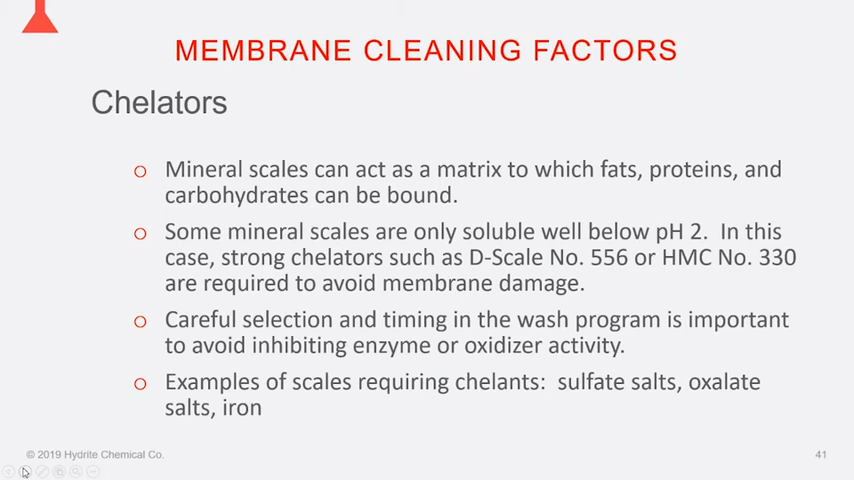 MEMBRANE CLEANING FACTORS
Chelators
Mineral scales can act as a matrix to which fats, proteins, and
carbohydrates can be bound.
Some mineral scales are only soluble well below pH 2.  In this
case, strong chelators such as D-Scale No. 556 or HMC No. 330
are required to avoid membrane damage.
Careful selection and timing in the wash program is important
to avoid inhibiting enzyme or oxidizer activity.
Examples of scales requiring chelants:  sulfate salts, oxalate
salts, iron
© 2019 Hydrite Chemical Co.
41